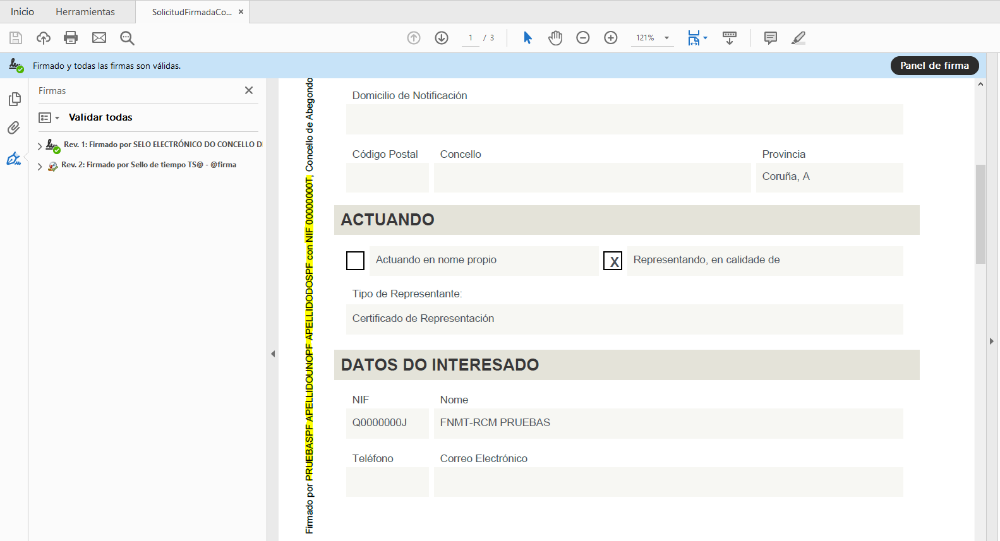 Inicio
Herramientas
SolicitudFirmadaCo...
1 / 3
121%
Firmado y todas las firmas son válidas.
Panel de firma
Firmas
Validar todas
Rev. 1: Firmado por SELO ELECTRÓNICO DO CONCELLO D
Rev. 2: Firmado por Sello de tiempo TS@ - @firma
Firmado por PRUEBASPF APELLIDOUNOPF APELLIDODOSPF con NIF 00000000T, Concello de Abegondo
Domicilio de Notificación
Código Postal
Concello
Provincia
Coruña, A
ACTUANDO
Actuando en nome propio
X
Representando, en calidade de
Tipo de Representante:
Certificado de Representación
DATOS DO INTERESADO
NIF
Nome
Q0000000J
FNMT-RCM PRUEBAS
Teléfono
Correo Electrónico